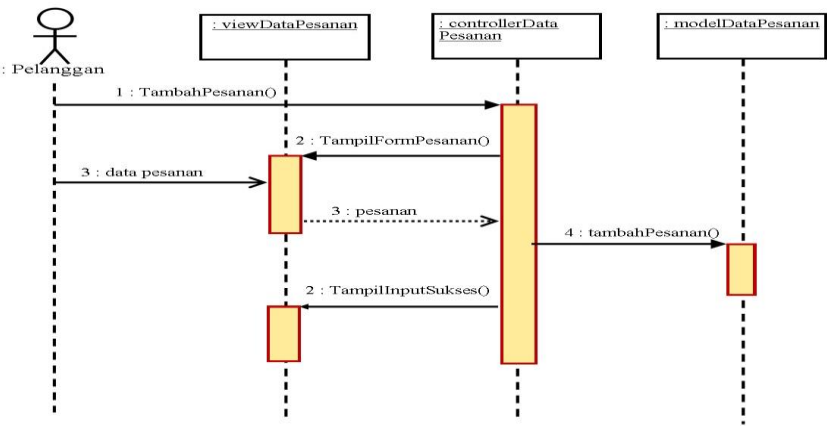 : viewDataPesanan
: controllerData
Pesanan
: modelDataPesanan
: Pelanggan
1 : TambahPesanan()
2 : TampilFormPesanan()
3 : data pesanan
3 : pesanan
4 : tambahPesanan()
2 : TampilInputSukses()